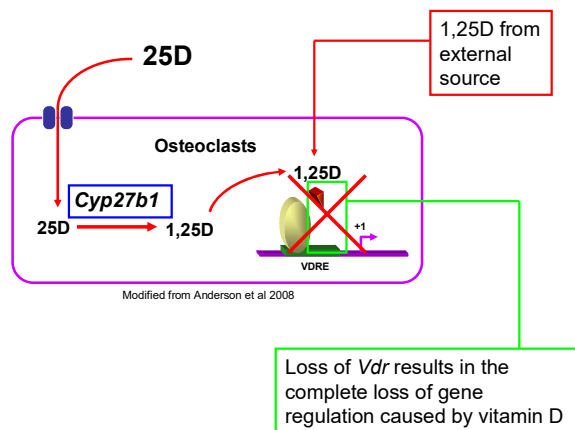 25D
1,25D from
external
source
Osteoclasts
1,25D
Cyp27b1
25D
1,25D
+1
VDRE
Modified from Anderson et al 2008
Loss of Vdr results in the
complete loss of gene
regulation caused by vitamin D